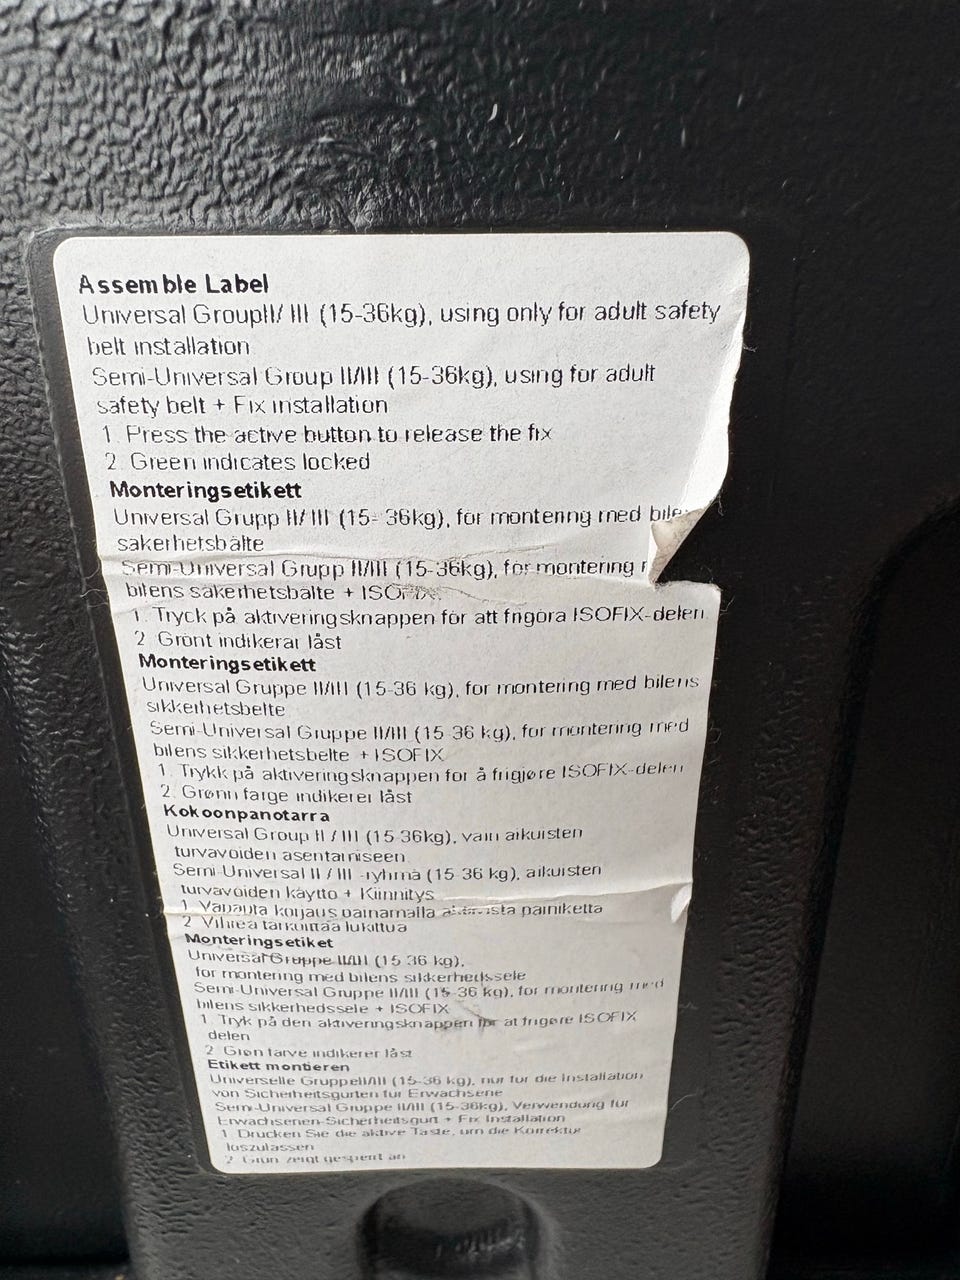 Assemble Label
Universal GroupII/ III (15-36kg), using only for adult safety
belt installation
Semi-Universal Group II/III (15-36kg), using for adult
safety belt + Fix installation
1. Press the active button to release the fix
2. Green indicates locked
Monteringsetikett
Universal Grupp II/ III (15- 36kg), för montering med
säkerhetsbälte
Semi-Universal Grupp II/III (15-36kg), för montering
bilens säkerhetsbälte + ISOFIX
1. Tryck på aktiveringsknappen för att frigöra ISOFIX-delen
2. Grönt indikerar låst
Monteringsetikett
Universal Gruppe II/III (15-36 kg), for montering med bilens
sikkerhetsbelte
Semi-Universal Gruppe II/III (15-36 kg), for montering med
bilens sikkerhetsbelte + ISOFIX
1. Trykk på aktiveringsknappen for å frigjøre ISOFIX-delen
2. Grønn farge indikerer låst
Kokoonpanotarra
Universal Group II / III (15-36kg), vain aikuisten
turvavöiden asentamiseen
Semi-Universal II / III -ryhmä (15-36 kg), aikuisten
turvavöiden käyttö + Kiinnitys
1. Vapauta korjaus painamalla aktiivista painiketta
2. Vihreä tarkoittaa lukittua
Monteringsetiket
Universal Gruppe II/III (15-36 kg),
for montering med bilens sikkerhedssele
Semi-Universal Gruppe II/III (15-36 kg), for montering med
bilens sikkerhedssele + ISOFIX
1. Tryk på den aktiveringsknappen for at frigøre ISOFIX
delen
2. Grøn farve indikerer låst
Etikett montieren
Universelle GruppeII/III (15-36 kg), nur für die Installation
von Sicherheitsgurten für Erwachsene
Semi-Universal Gruppe II/III (15-36kg), Verwendung für
Erwachsenen-Sicherheitsgurt + Fix Installation
1. Drücken Sie die aktive Taste, um die Korrektur
loszulassen
2. Grün zeigt gesperrt an